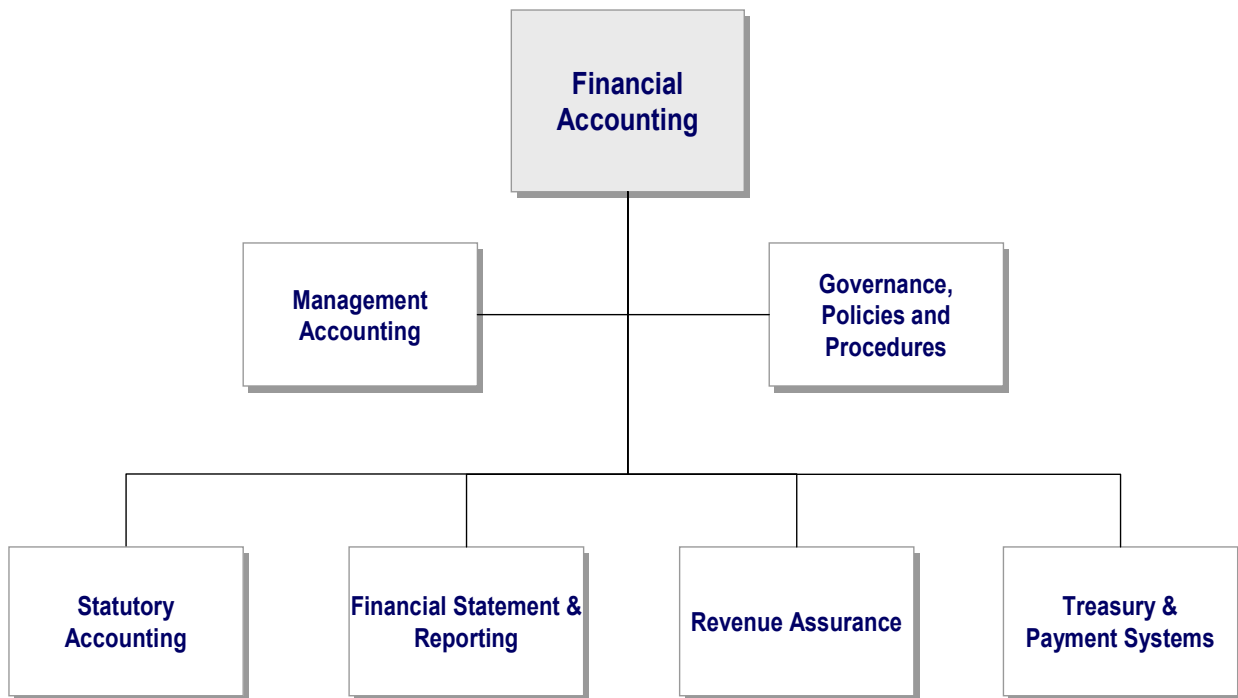 Financial
Accounting
Management
Accounting
Governance,
Policies and
Procedures
Statutory
Accounting
Financial Statement &
Reporting
Revenue Assurance
Treasury &
Payment Systems